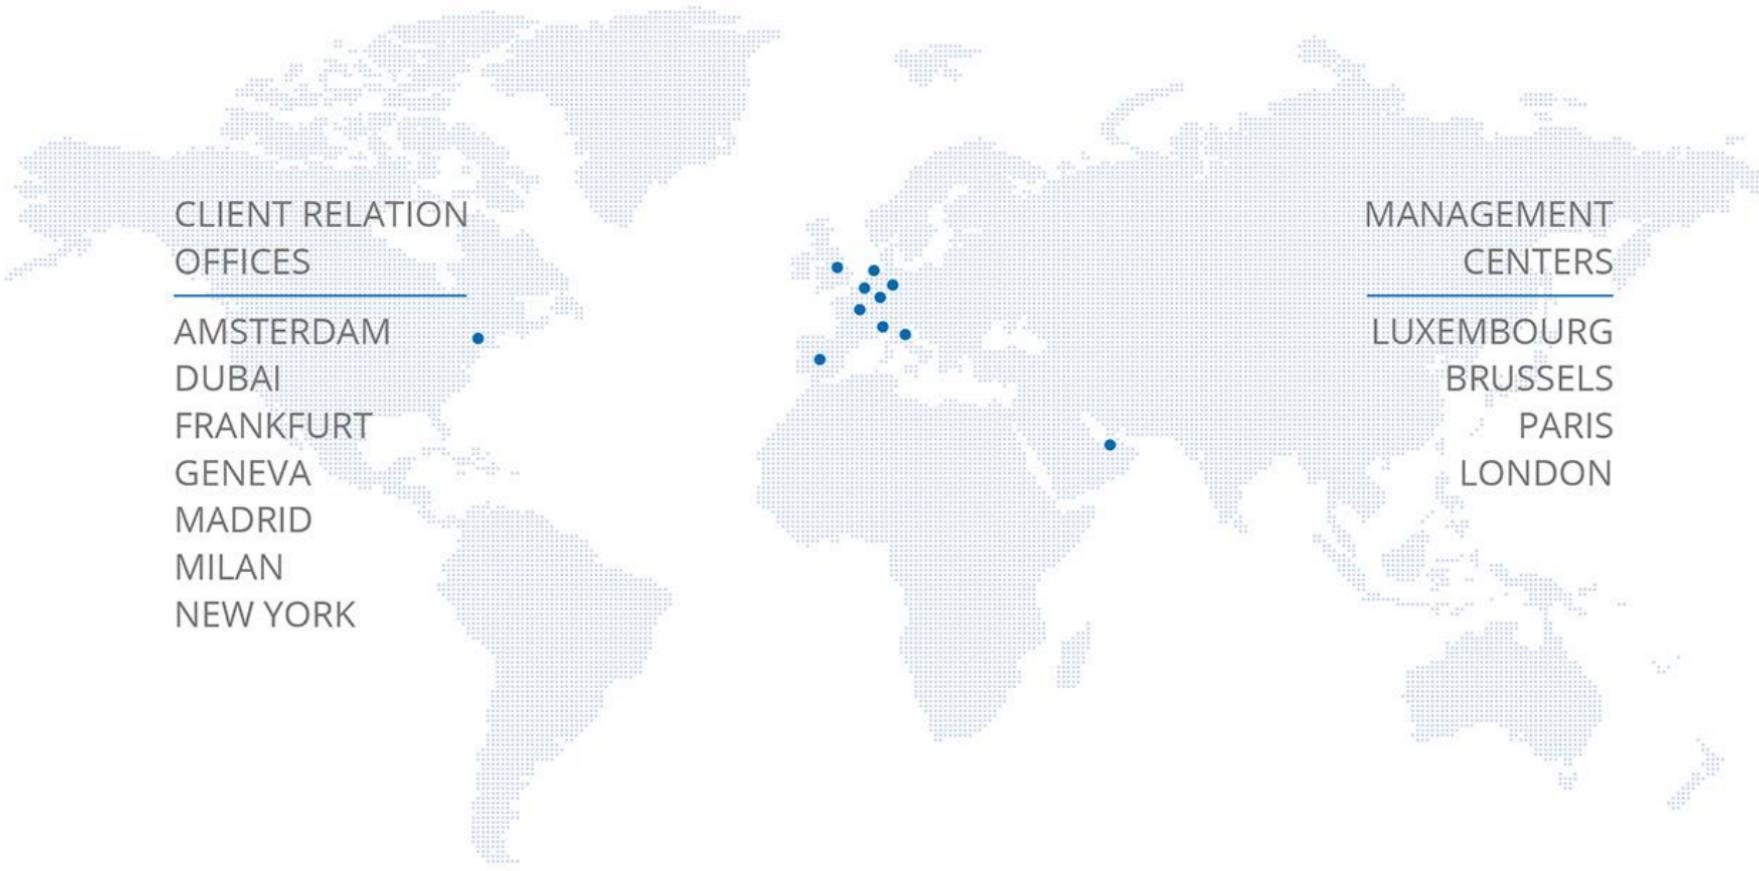 CLIENT RELATION
OFFICES
AMSTERDAM
DUBAI
FRANKFURT
GENEVA
MADRID
MILAN
NEW YORK
MANAGEMENT
CENTERS
LUXEMBOURG
BRUSSELS
PARIS
LONDON